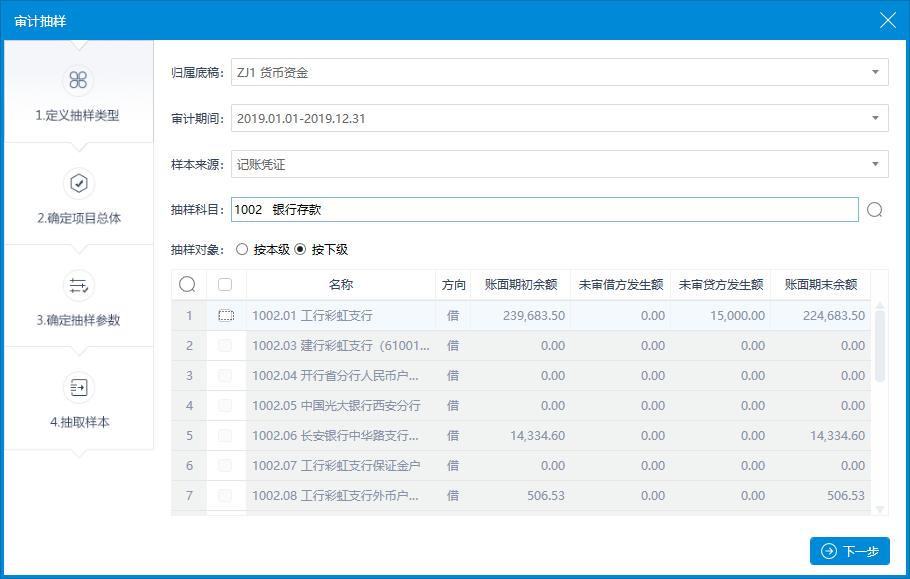 审计抽样
1.定义抽样类型
2.确定项目总体
3.确定抽样参数
4.抽取样本
归属底稿: ZJ1 货币资金
审计期间: 2019.01.01-2019.12.31
样本来源: 记账凭证
抽样科目: 1002 银行存款
抽样对象: 按本级 按下级
名称 方向 账面期初余额 未审借方发生额 未审贷方发生额 账面期末余额
1 1002.01 工行彩虹支行 借 239,683.50 0.00 15,000.00 224,683.50
2 1002.03 建行彩虹支行（61001... 借 0.00 0.00 0.00 0.00
3 1002.04 开行省分行人民币户... 借 0.00 0.00 0.00 0.00
4 1002.05 中国光大银行西安分行 借 0.00 0.00 0.00 0.00
5 1002.06 长安银行中华路支行... 借 14,334.60 0.00 0.00 14,334.60
6 1002.07 工行彩虹支行保证金户 借 0.00 0.00 0.00 0.00
7 1002.08 工行彩虹支行外币户... 借 506.53 0.00 0.00 506.53
下一步